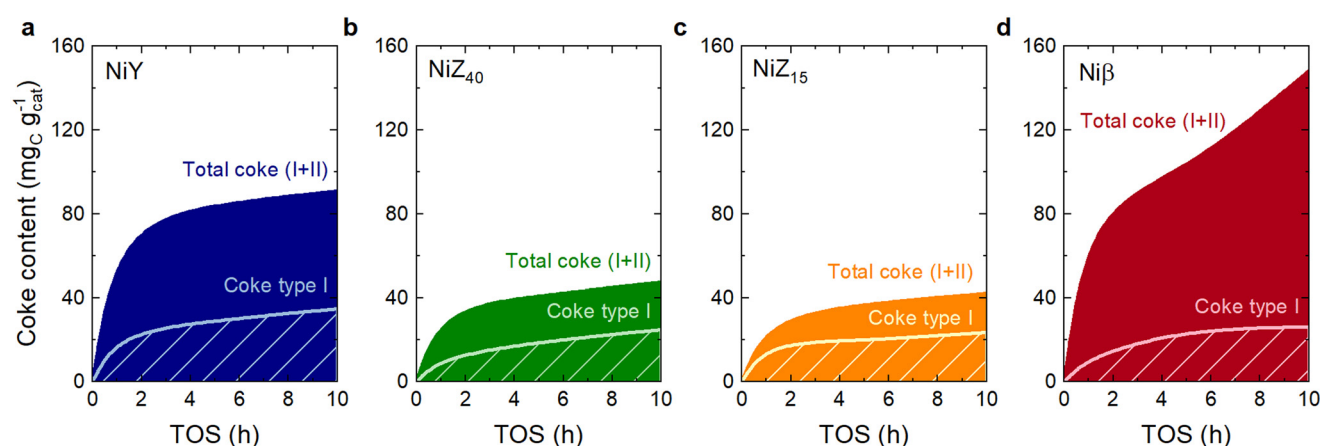 a
b
c
d
Coke content (mg_C g_cat^-1)
160
120
80
40
0
NiY
Total coke (I+II)
Coke type I
0 2 4 6 8 10
TOS (h)
160
120
80
40
0
NiZ₄₀
Total coke (I+II)
Coke type I
0 2 4 6 8 10
TOS (h)
160
120
80
40
0
NiZ₁₅
Total coke (I+II)
Coke type I
0 2 4 6 8 10
TOS (h)
160
120
80
40
0
Niβ
Total coke (I+II)
Coke type I
0 2 4 6 8 10
TOS (h)